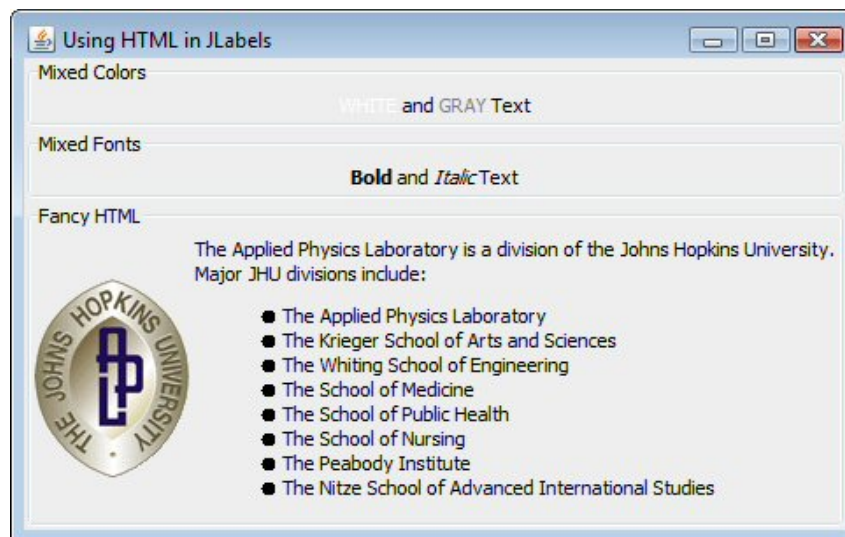 Using HTML in JLabels
Mixed Colors
WHITE and GRAY Text
Mixed Fonts
Bold and Italic Text
Fancy HTML
The Applied Physics Laboratory is a division of the Johns Hopkins University.
Major JHU divisions include:
● The Applied Physics Laboratory
● The Krieger School of Arts and Sciences
● The Whiting School of Engineering
● The School of Medicine
● The School of Public Health
● The School of Nursing
● The Peabody Institute
● The Nitze School of Advanced International Studies
THE JOHNS HOPKINS UNIVERSITY
APL